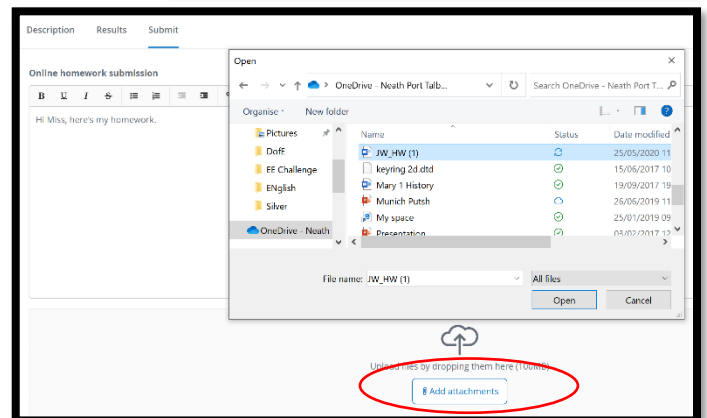 Description Results Submit
Online homework submission
B U I S
Hi Miss, here's my homework.
Open
OneDrive - Neath Port Talb...
Search OneDrive - Neath Port T...
Organise New folder
Pictures
DofE
EE Challenge
ENglish
Silver
OneDrive - Neath
Name Status Date modified
JW_HW (1) 25/05/2020 11
keyring 2d.dtd 15/06/2017 10
Mary 1 History 19/09/2017 19
Munich Putsh 26/06/2019 11
My space 25/01/2019 09
Presentation 03/02/2017 12
File name: JW_HW (1) All files
Open Cancel
Upload files by dropping them here (100MB)
Add attachments